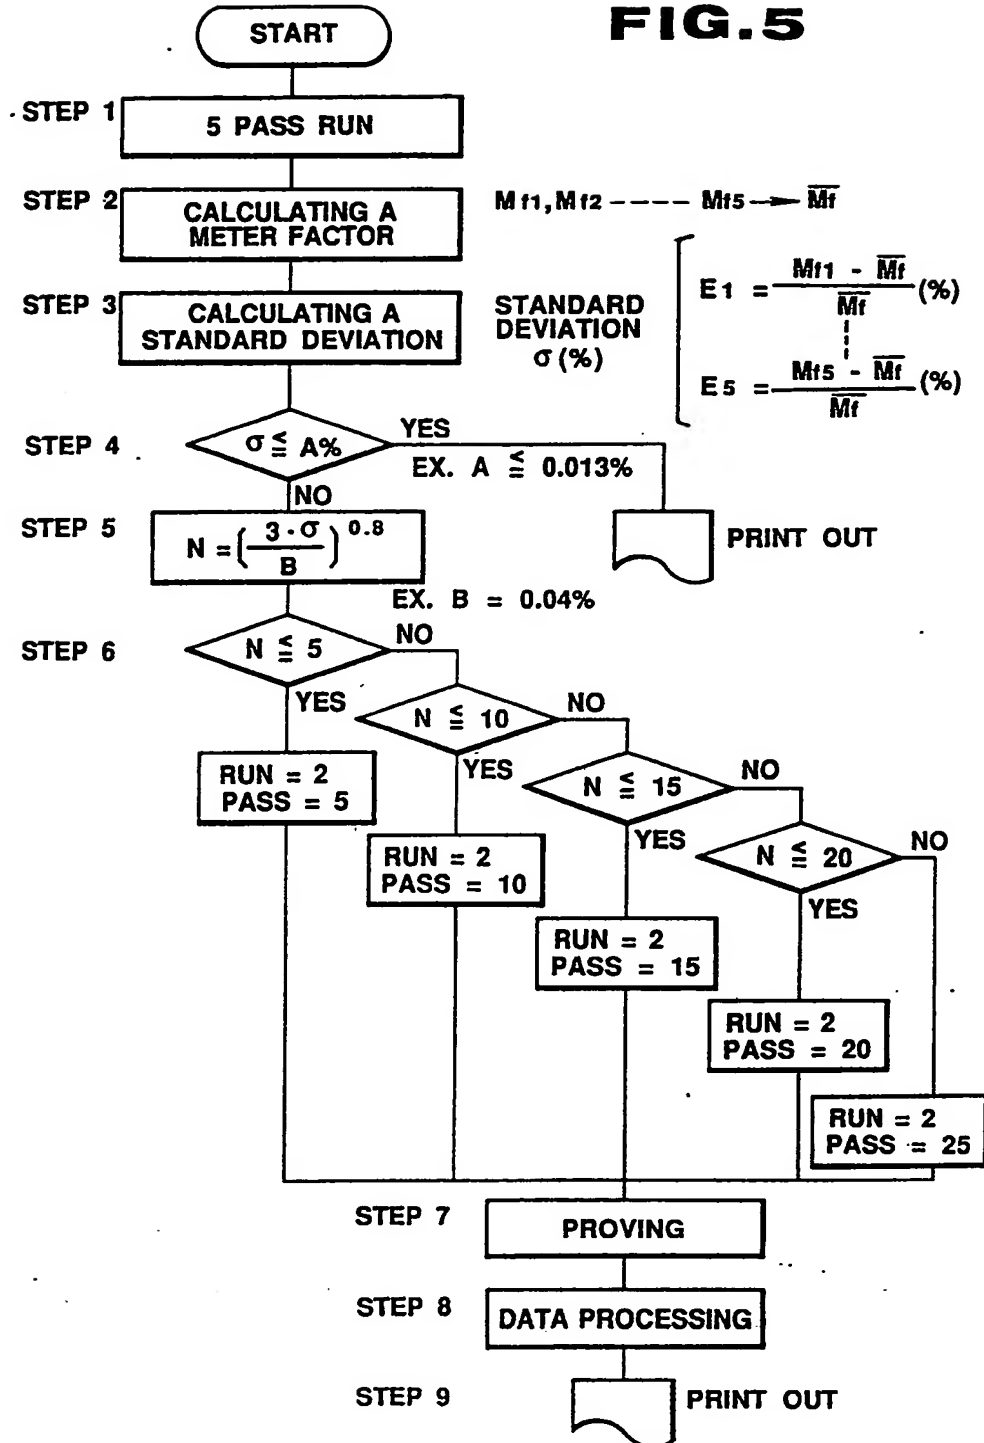 FIG.5
START
STEP 1
5 PASS RUN
STEP 2
CALCULATING A
METER FACTOR
Mf1, Mf2 ---- Mf5 → M̅f̅
STEP 3
CALCULATING A
STANDARD DEVIATION
STANDARD
DEVIATION
σ (%)
E1 = (Mf1 - M̅f̅) / M̅f̅ (%)
E5 = (Mf5 - M̅f̅) / M̅f̅ (%)
STEP 4
σ ≦ A%
YES
EX. A ≦ 0.013%
NO
PRINT OUT
STEP 5
N = (3·σ / B)^0.8
EX. B = 0.04%
STEP 6
N ≦ 5
NO
YES
N ≦ 10
NO
YES
N ≦ 15
NO
YES
N ≦ 20
NO
YES
RUN = 2
PASS = 5
RUN = 2
PASS = 10
RUN = 2
PASS = 15
RUN = 2
PASS = 20
RUN = 2
PASS = 25
STEP 7
PROVING
STEP 8
DATA PROCESSING
STEP 9
PRINT OUT